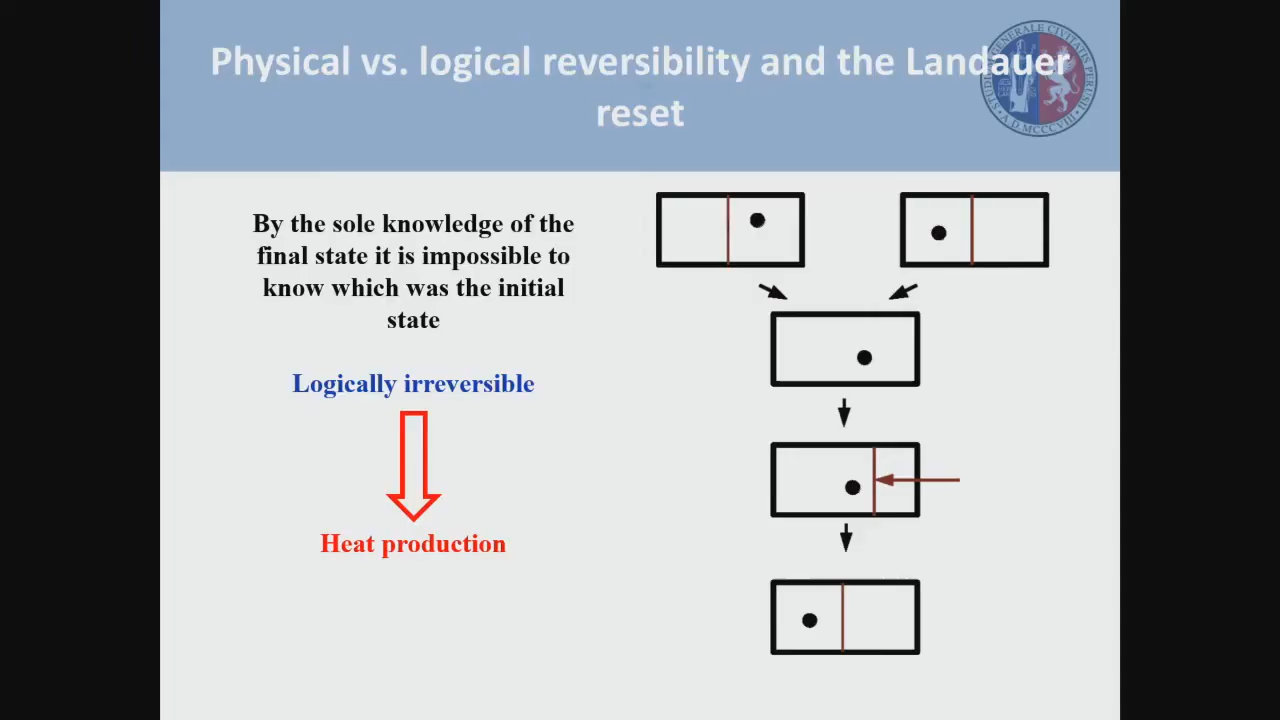 Physical vs. logical reversibility and the Landauer
reset
By the sole knowledge of the
final state it is impossible to
know which was the initial
state
Logically irreversible
Heat production
A.D. MCCCVIII